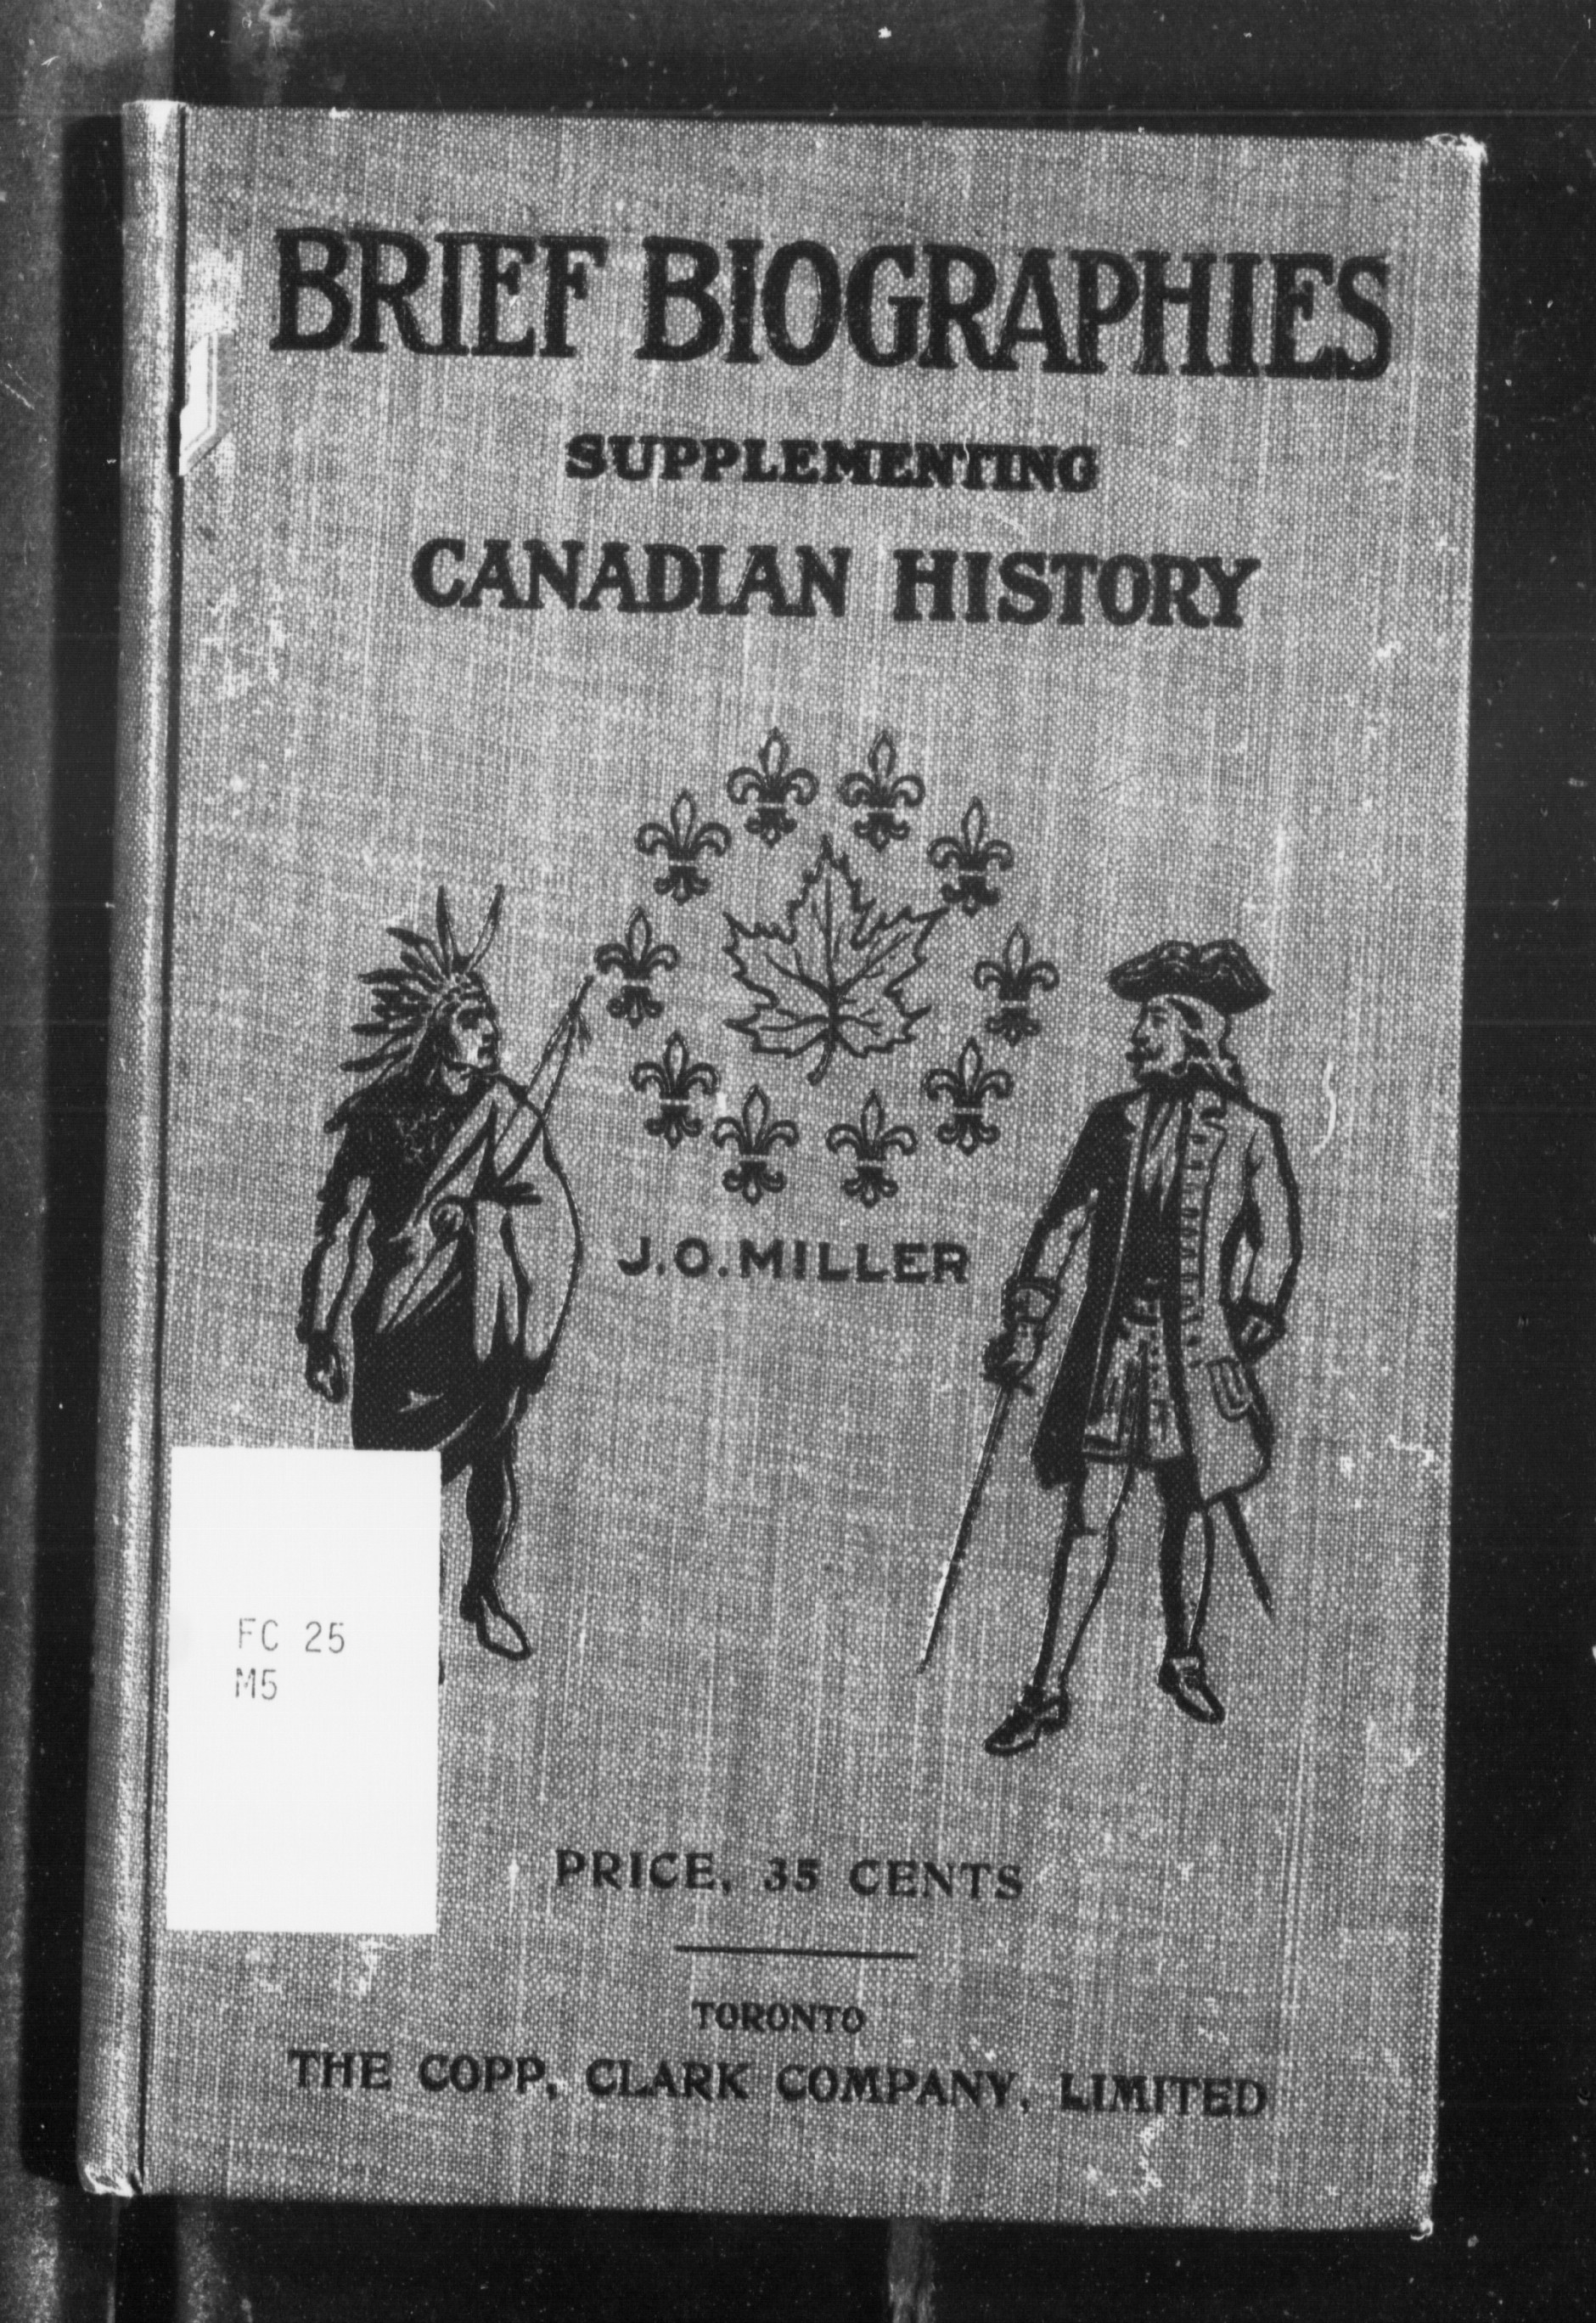 BRIEF BIOGRAPHIES
SUPPLEMENTING
CANADIAN HISTORY
J.O.MILLER
FC 25
M5
PRICE, 35 CENTS
TORONTO
THE COPP, CLARK COMPANY, LIMITED